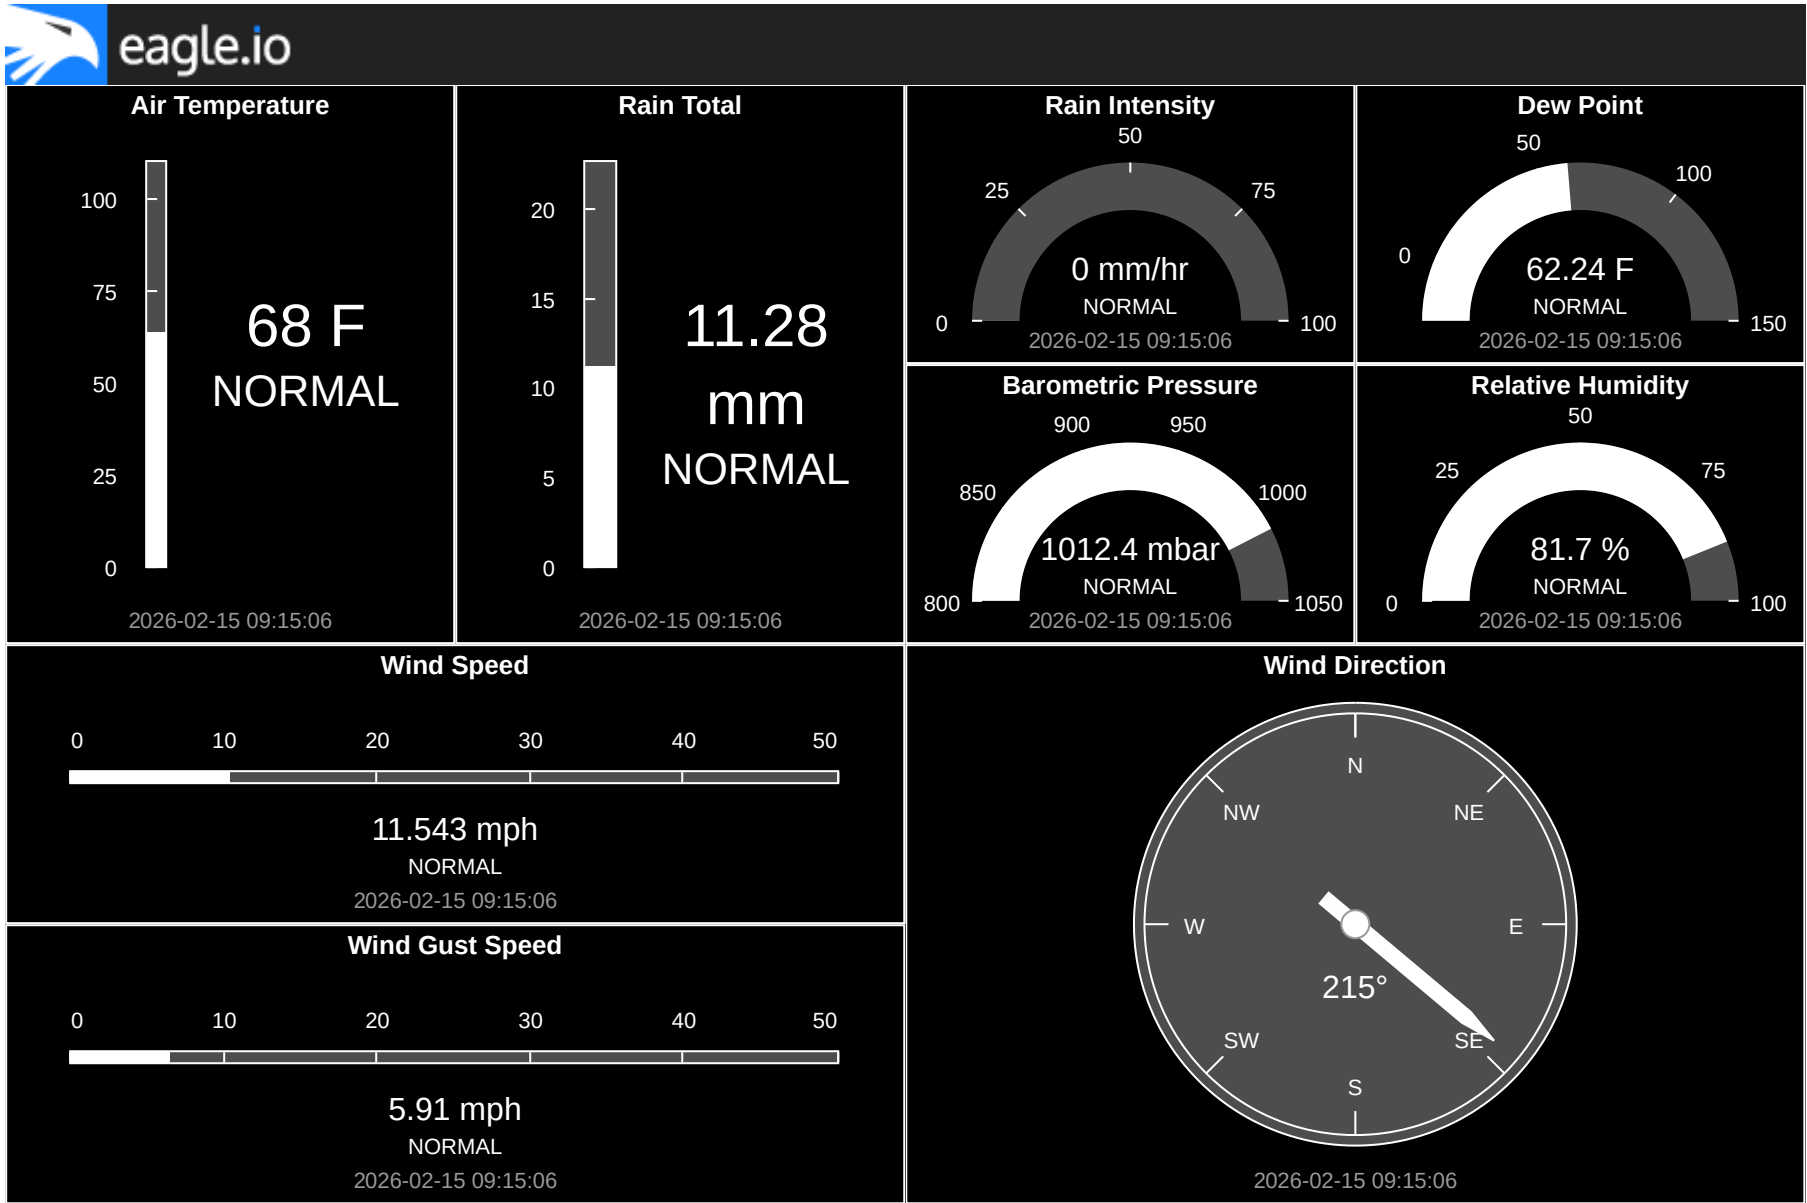 eagle.io
Air Temperature
100
75
50
25
0
68 F
NORMAL
2026-02-15 09:15:06
Rain Total
20
15
10
5
0
11.28
mm
NORMAL
2026-02-15 09:15:06
Rain Intensity
50
25
75
0
100
0 mm/hr
NORMAL
2026-02-15 09:15:06
Dew Point
50
100
0
150
62.24 F
NORMAL
2026-02-15 09:15:06
Barometric Pressure
900
950
850
1000
800
1050
1012.4 mbar
NORMAL
2026-02-15 09:15:06
Relative Humidity
50
25
75
0
100
81.7 %
NORMAL
2026-02-15 09:15:06
Wind Speed
0 10 20 30 40 50
11.543 mph
NORMAL
2026-02-15 09:15:06
Wind Gust Speed
0 10 20 30 40 50
5.91 mph
NORMAL
2026-02-15 09:15:06
Wind Direction
N
NW
NE
W
E
215°
SW
SE
S
2026-02-15 09:15:06